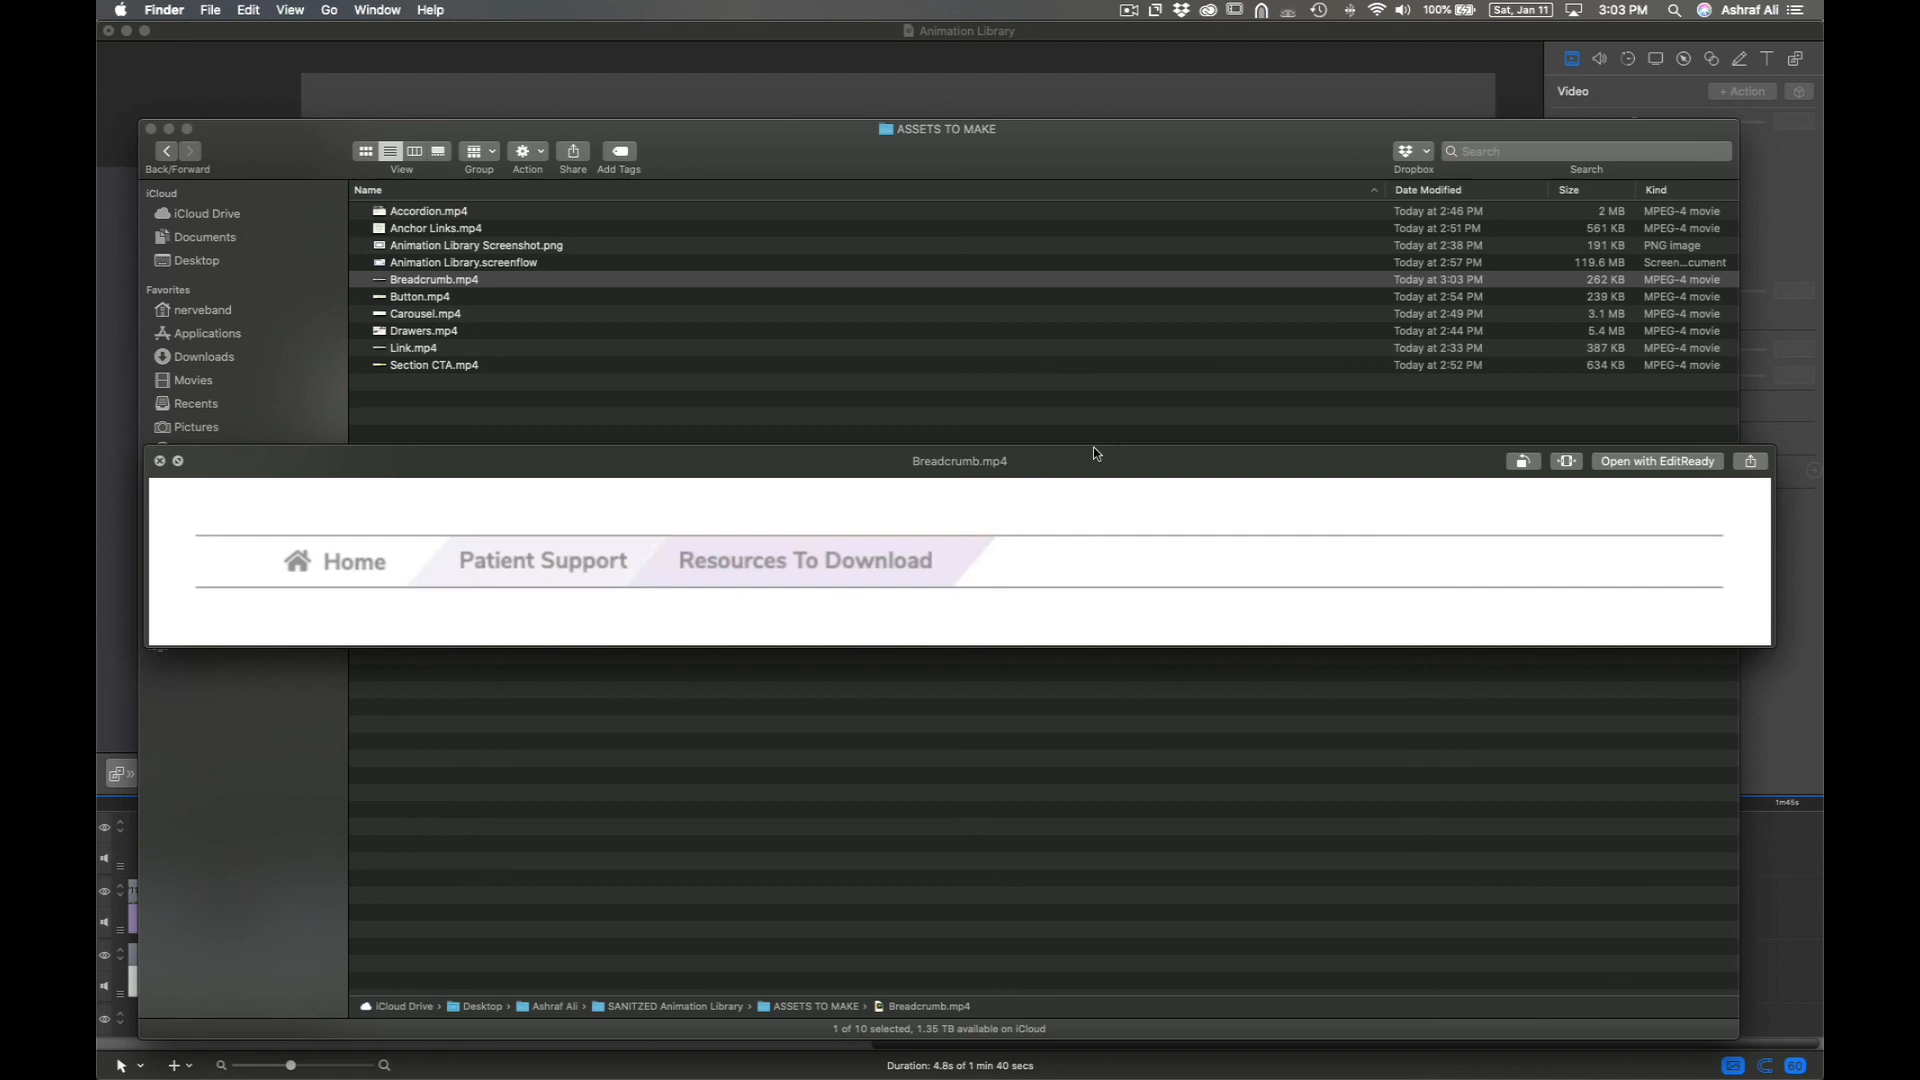 Finder File Edit View Go Window Help 100% Sat, Jan 11 3:03 PM Ashraf Ali
Animation Library
Video + Action
ASSETS TO MAKE
Search
Back/Forward View Group Action Share Add Tags Dropbox Search
iCloud
iCloud Drive
Documents
Desktop
Favorites
nerveband
Applications
Downloads
Movies
Recents
Pictures
Name Date Modified Size Kind
Accordion.mp4 Today at 2:46 PM 2 MB MPEG-4 movie
Anchor Links.mp4 Today at 2:51 PM 561 KB MPEG-4 movie
Animation Library Screenshot.png Today at 2:38 PM 191 KB PNG image
Animation Library.screenflow Today at 2:57 PM 119.6 MB Screen...cument
Breadcrumb.mp4 Today at 3:03 PM 262 KB MPEG-4 movie
Button.mp4 Today at 2:54 PM 239 KB MPEG-4 movie
Carousel.mp4 Today at 2:49 PM 3.1 MB MPEG-4 movie
Drawers.mp4 Today at 2:44 PM 5.4 MB MPEG-4 movie
Link.mp4 Today at 2:33 PM 387 KB MPEG-4 movie
Section CTA.mp4 Today at 2:52 PM 634 KB MPEG-4 movie
Breadcrumb.mp4 Open with EditReady
Home Patient Support Resources To Download
1m45s
iCloud Drive › Desktop › Ashraf Ali › SANITZED Animation Library › ASSETS TO MAKE › Breadcrumb.mp4
1 of 10 selected, 1.35 TB available on iCloud
Duration: 4.8s of 1 min 40 secs 60